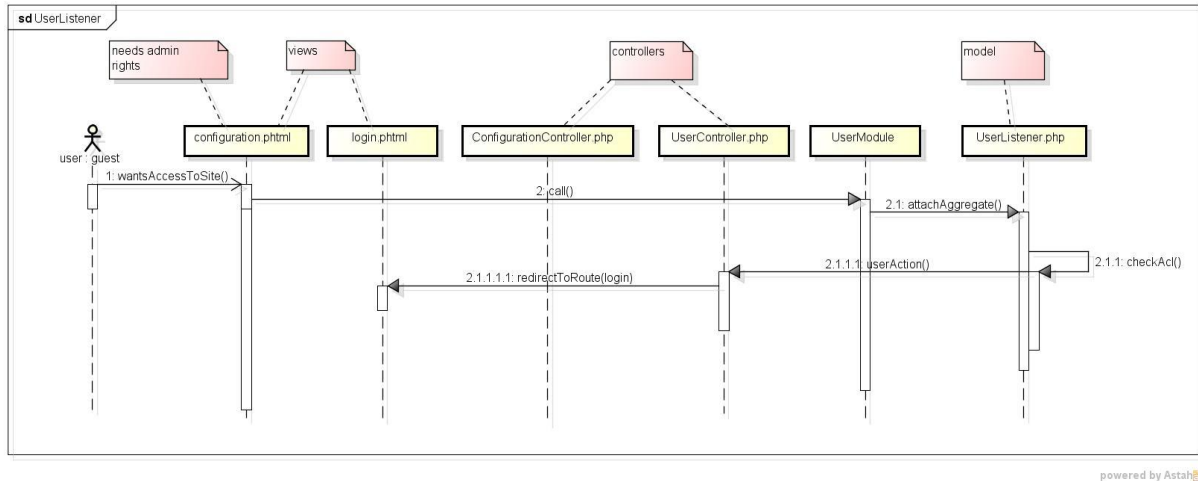 sd UserListener
needs admin
rights
views
controllers
model
configuration.phtml
login.phtml
ConfigurationController.php
UserController.php
UserModule
UserListener.php
user : guest
1: wantsAccessToSite()
2: call()
2.1: attachAggregate()
2.1.1: checkAcl()
2.1.1.1: userAction()
2.1.1.1.1: redirectToRoute(login)
powered by Astah